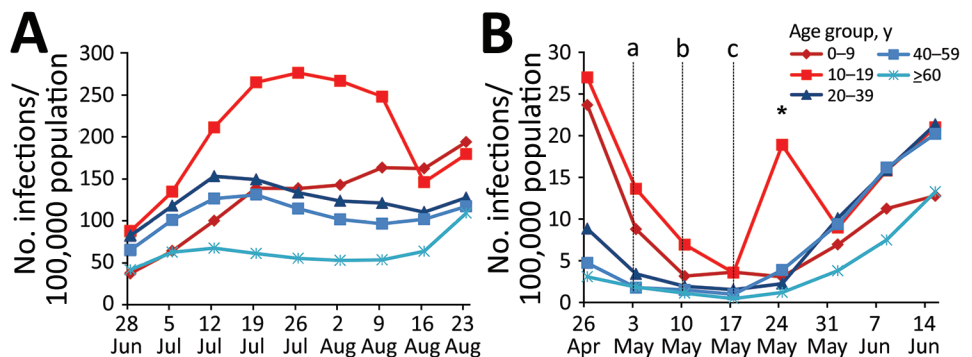 A
No. infections/
100,000 population
300
250
200
150
100
50
0
28 5 12 19 26 2 9 16 23
Jun Jul Jul Jul Jul Aug Aug Aug Aug
B
No. infections/
100,000 population
30
25
20
15
10
5
0
a b c
*
Age group, y
0–9 40–59
10–19 ≥60
20–39
26 3 10 17 24 31 7 14
Apr May May May May May Jun Jun